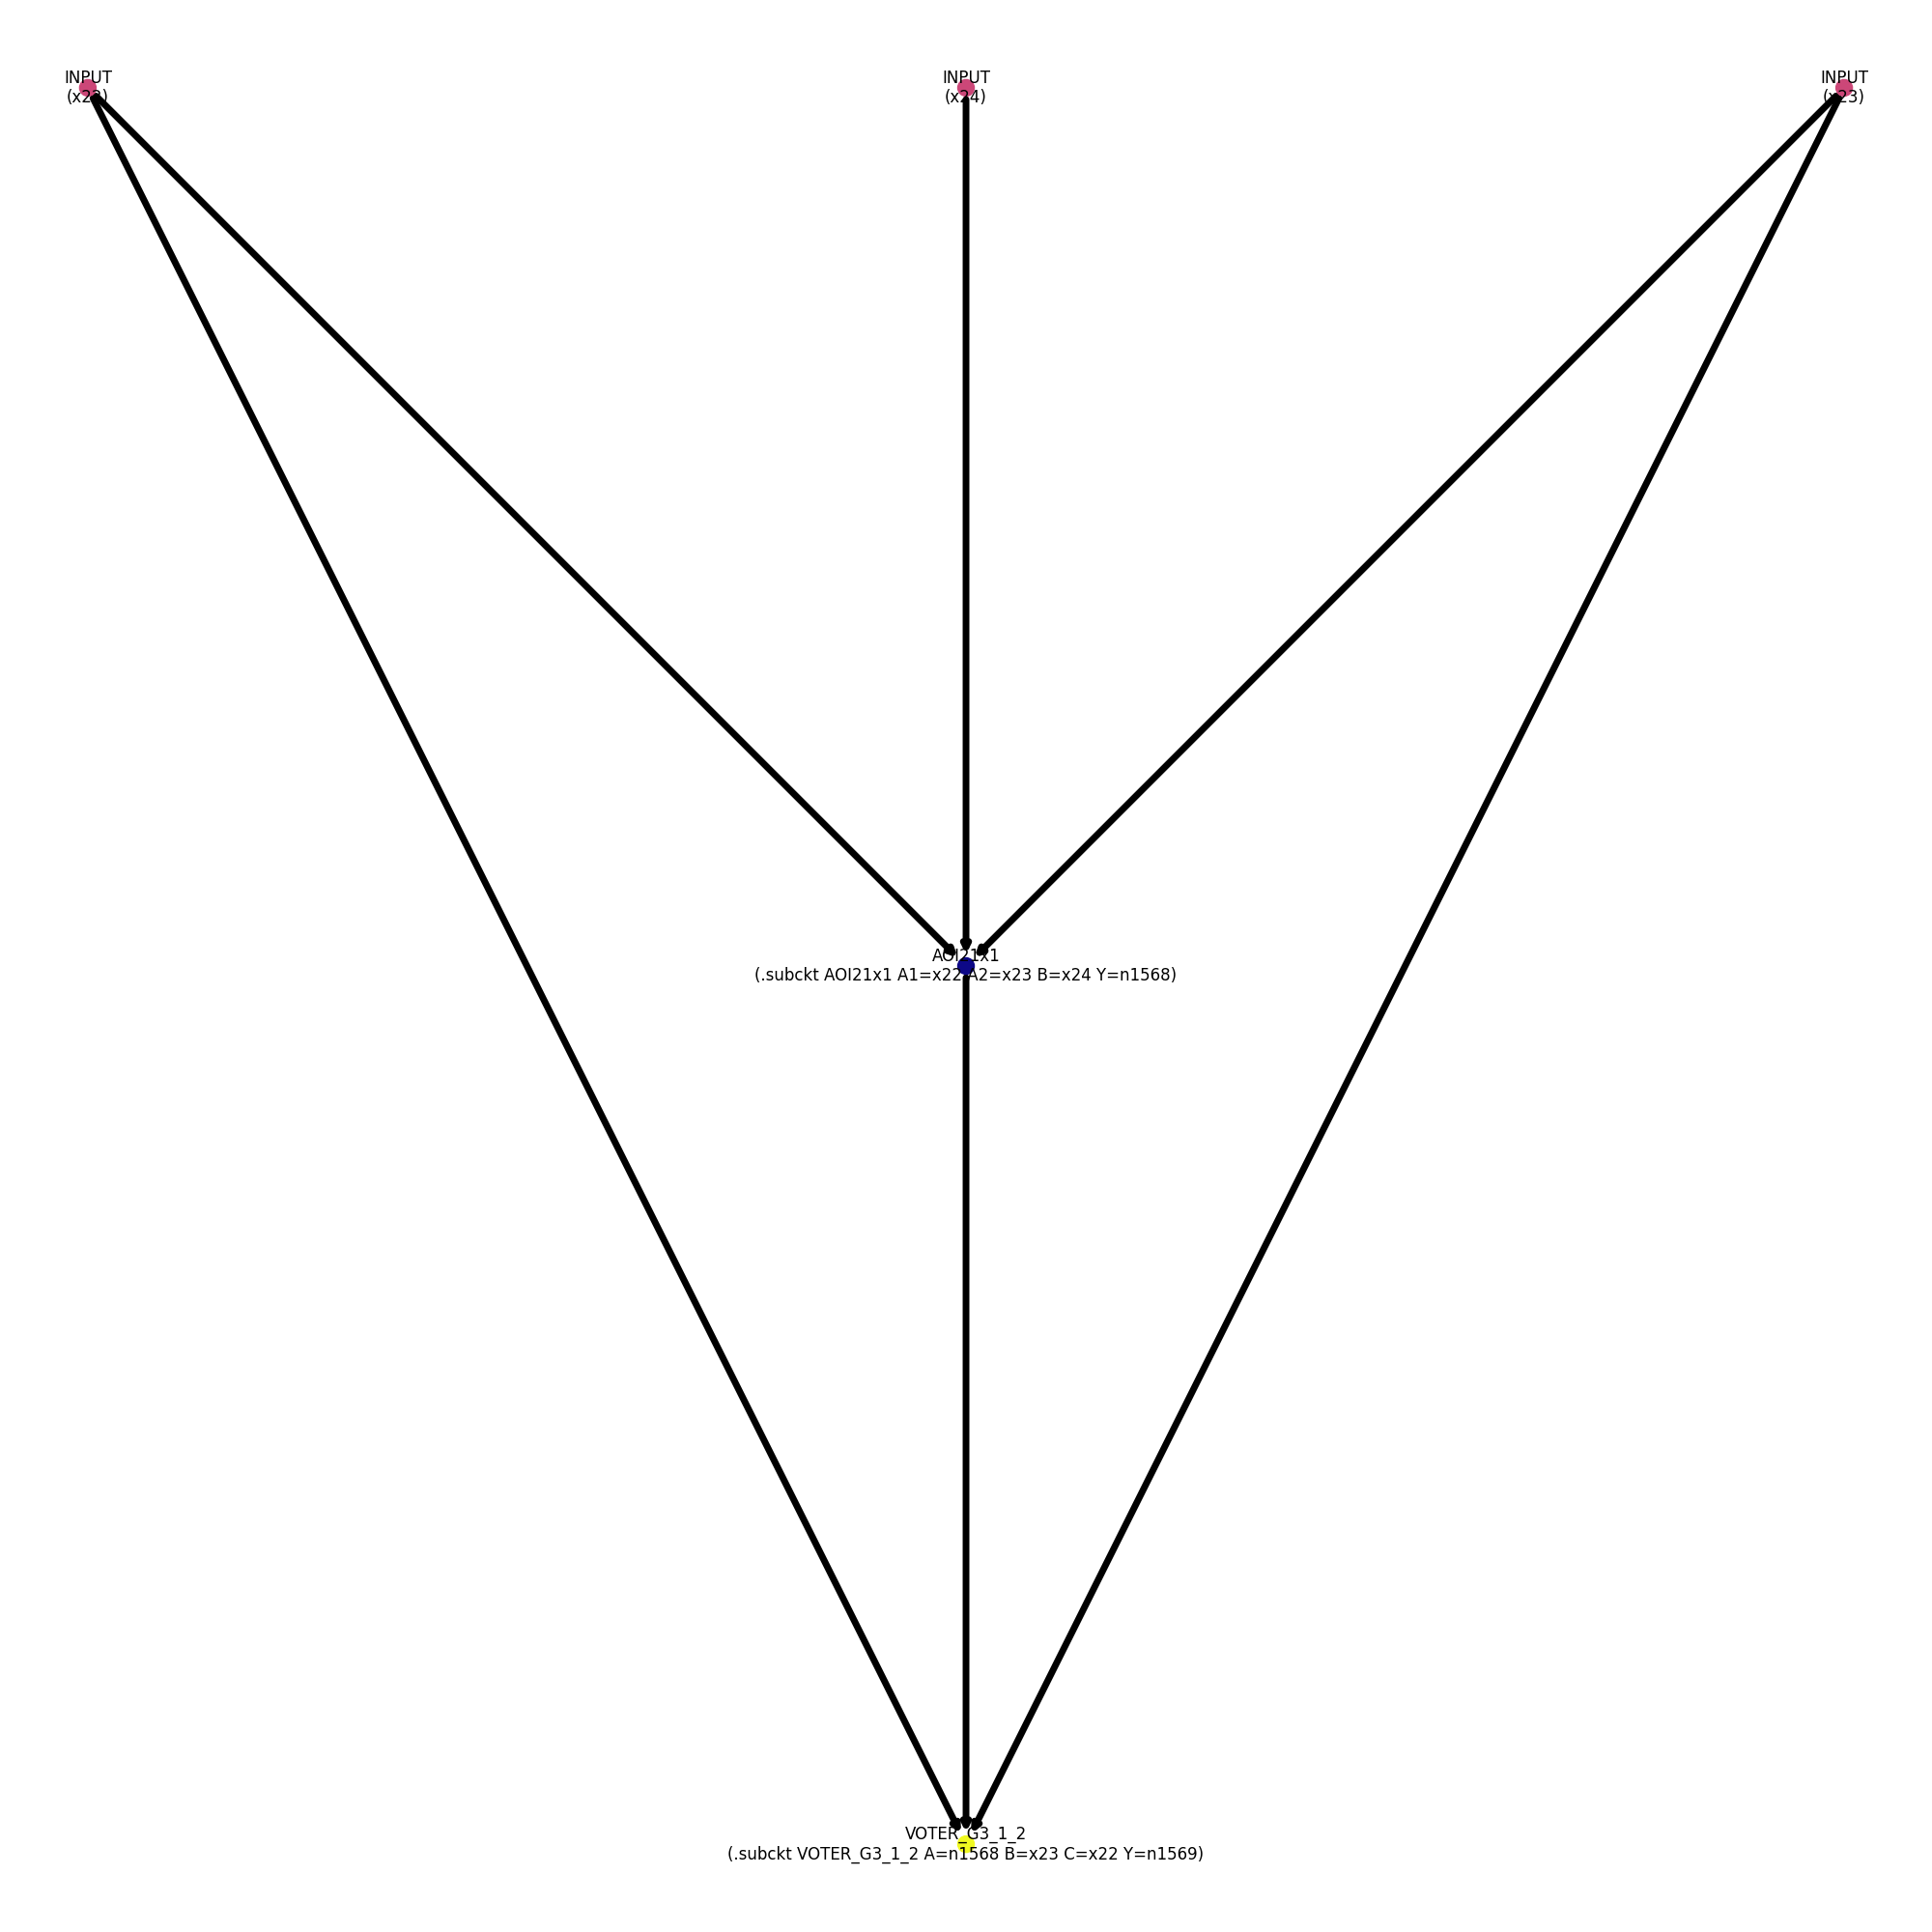 INPUT INPUT INPUT
(x22) (x24) (x23)
AOI21x1
(.subckt AOI21x1 A1=x22 A2=x23 B=x24 Y=n1568)
VOTER_G3_1_2
(.subckt VOTER_G3_1_2 A=n1568 B=x23 C=x22 Y=n1569)